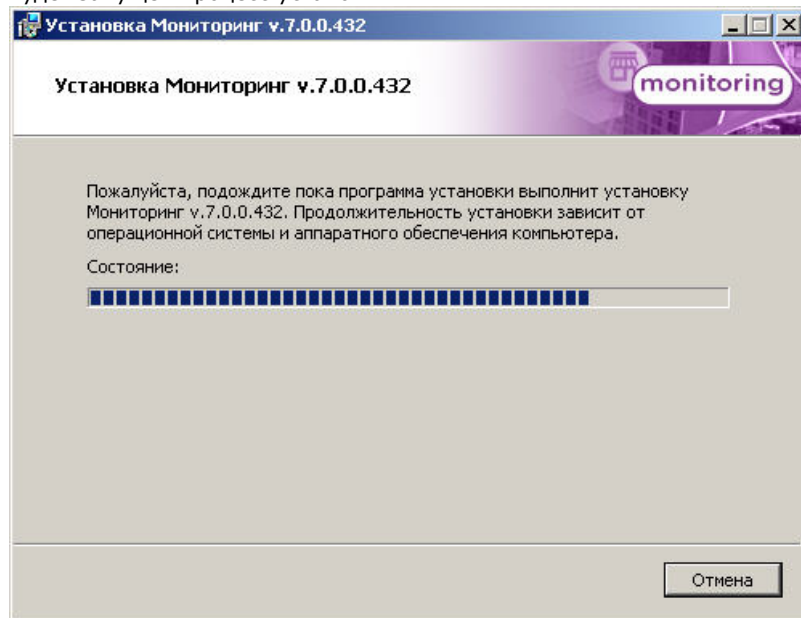 Установка Мониторинг v.7.0.0.432
Установка Мониторинг v.7.0.0.432
monitoring
Пожалуйста, подождите пока программа установки выполнит установку
Мониторинг v.7.0.0.432. Продолжительность установки зависит от
операционной системы и аппаратного обеспечения компьютера.
Состояние:
Отмена